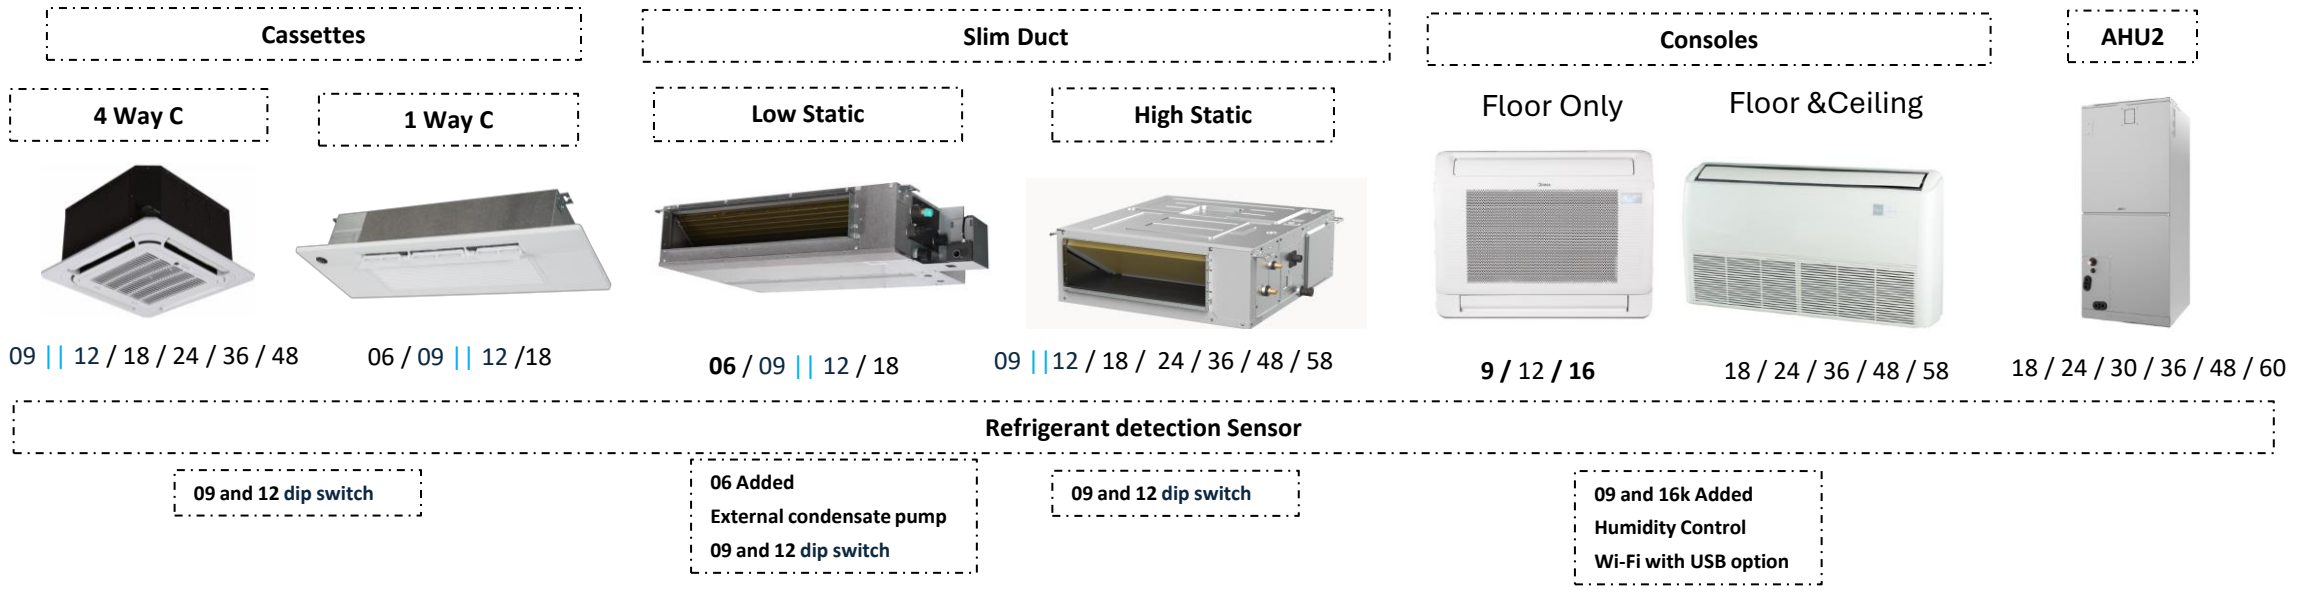 Cassettes
Slim Duct
Consoles
AHU2
4 Way C
1 Way C
Low Static
High Static
Floor Only
Floor &Ceiling
09 || 12 / 18 / 24 / 36 / 48
06 / 09 || 12 /18
06 / 09 || 12 / 18
09 ||12 / 18 / 24 / 36 / 48 / 58
9 / 12 / 16
18 / 24 / 36 / 48 / 58
18 / 24 / 30 / 36 / 48 / 60
Refrigerant detection Sensor
09 and 12 dip switch
06 Added
External condensate pump
09 and 12 dip switch
09 and 12 dip switch
09 and 16k Added
Humidity Control
Wi-Fi with USB option